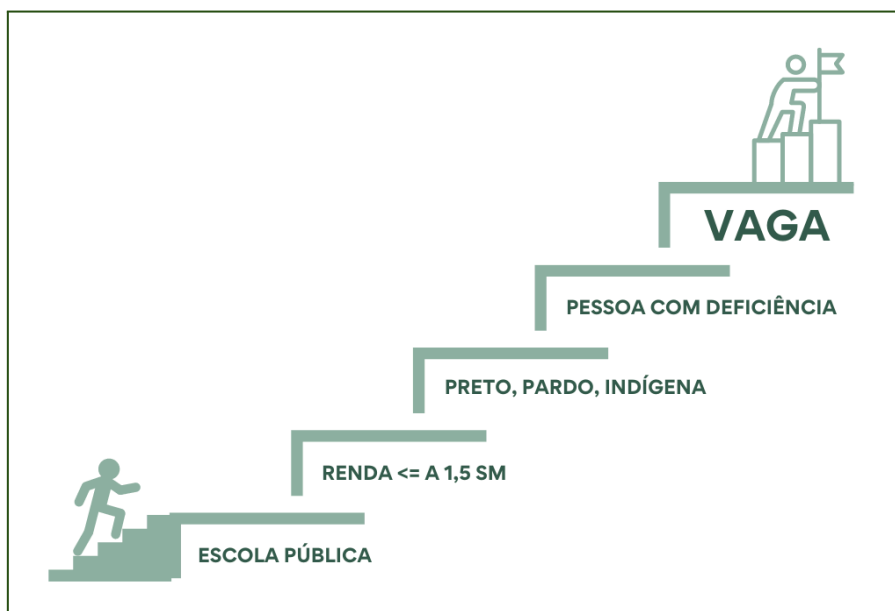 VAGA
PESSOA COM DEFICIÊNCIA
PRETO, PARDO, INDÍGENA
RENDA <= A 1,5 SM
ESCOLA PÚBLICA